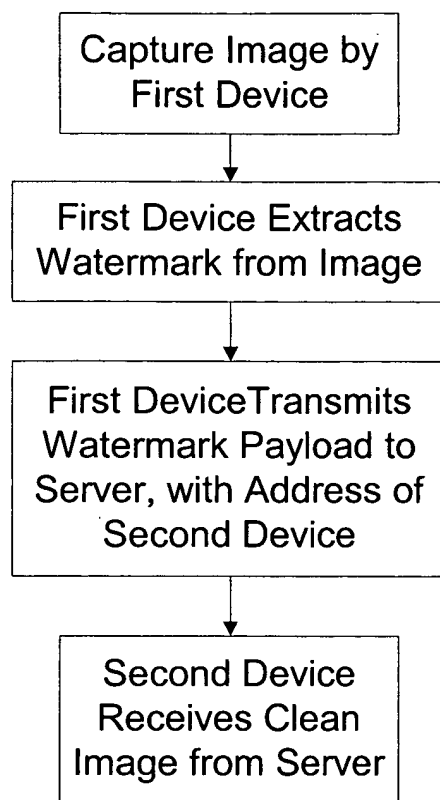 Capture Image by
First Device
First Device Extracts
Watermark from Image
First DeviceTransmits
Watermark Payload to
Server, with Address of
Second Device
Second Device
Receives Clean
Image from Server